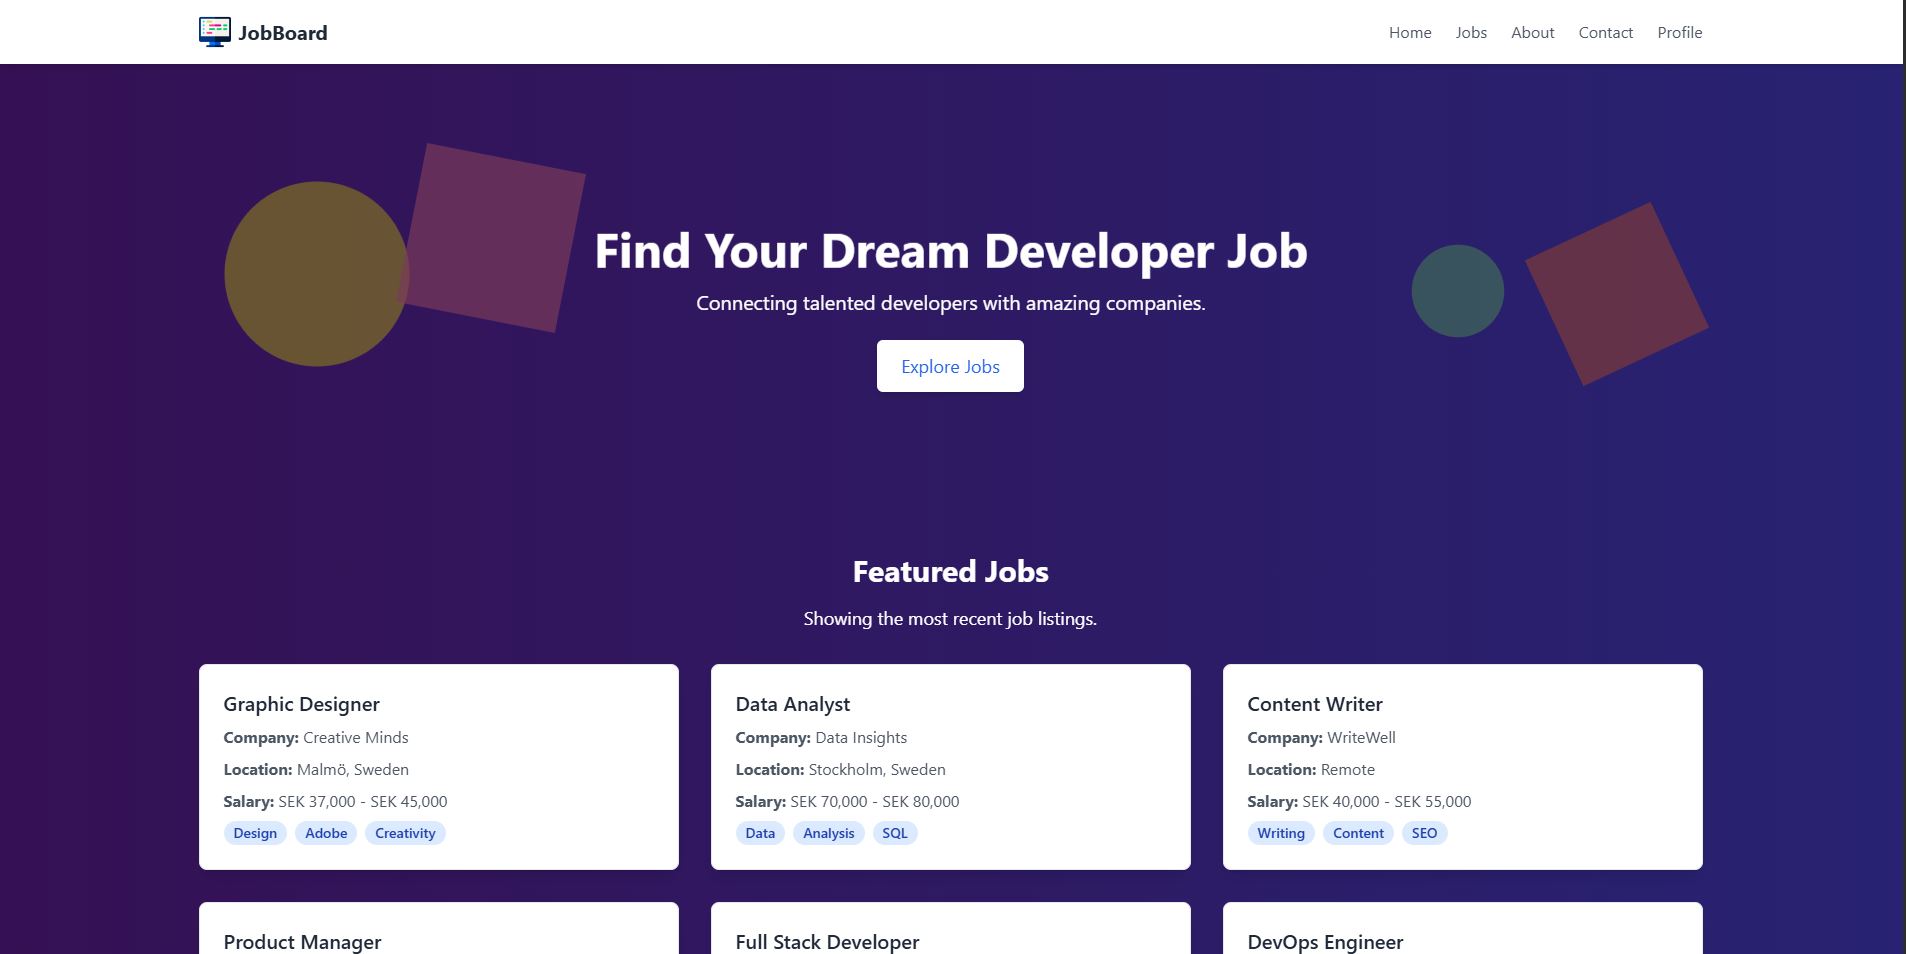 JobBoard
Home Jobs About Contact Profile
Find Your Dream Developer Job
Connecting talented developers with amazing companies.
Explore Jobs
Featured Jobs
Showing the most recent job listings.
Graphic Designer
Company: Creative Minds
Location: Malmö, Sweden
Salary: SEK 37,000 - SEK 45,000
Design Adobe Creativity
Data Analyst
Company: Data Insights
Location: Stockholm, Sweden
Salary: SEK 70,000 - SEK 80,000
Data Analysis SQL
Content Writer
Company: WriteWell
Location: Remote
Salary: SEK 40,000 - SEK 55,000
Writing Content SEO
Product Manager
Full Stack Developer
DevOps Engineer